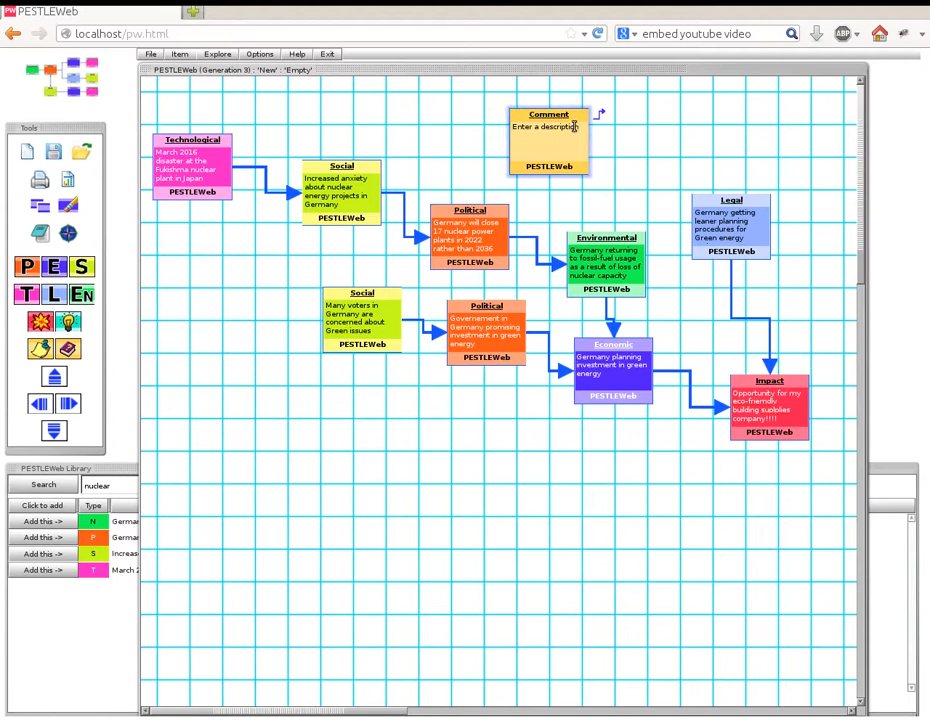 PESTLEWeb
localhost/pw.html
embed youtube video
ABP
File Item Explore Options Help Exit
PESTLEWeb (Generation 3) : 'New' : 'Empty'
Tools
P E S
T L En
Comment
Enter a description
PESTLEWeb
Technological
March 2016
disaster at the
Fukishma nuclear
plant in Japan
PESTLEWeb
Social
Increased anxiety
about nuclear
energy projects in
Germany
PESTLEWeb
Political
Germany will close
17 nuclear power
plants in 2022
rather than 2036
PESTLEWeb
Environmental
Germany returning
to fossil-fuel usage
as a result of loss of
nuclear capacity
PESTLEWeb
Legal
Germany getting
leaner planning
procedures for
Green energy
PESTLEWeb
Social
Many voters in
Germany are
concerned about
Green issues
PESTLEWeb
Political
Governement in
Germany promising
investment in green
energy
PESTLEWeb
Economic
Germany planning
investment in green
energy
PESTLEWeb
Impact
Opportunity for my
eco-friendly
building suplplies
company!!!!
PESTLEWeb
PESTLEWeb Library
Search nuclear
Click to add Type
Add this -> N Germa
Add this -> P Germa
Add this -> S Increas
Add this -> T March 2